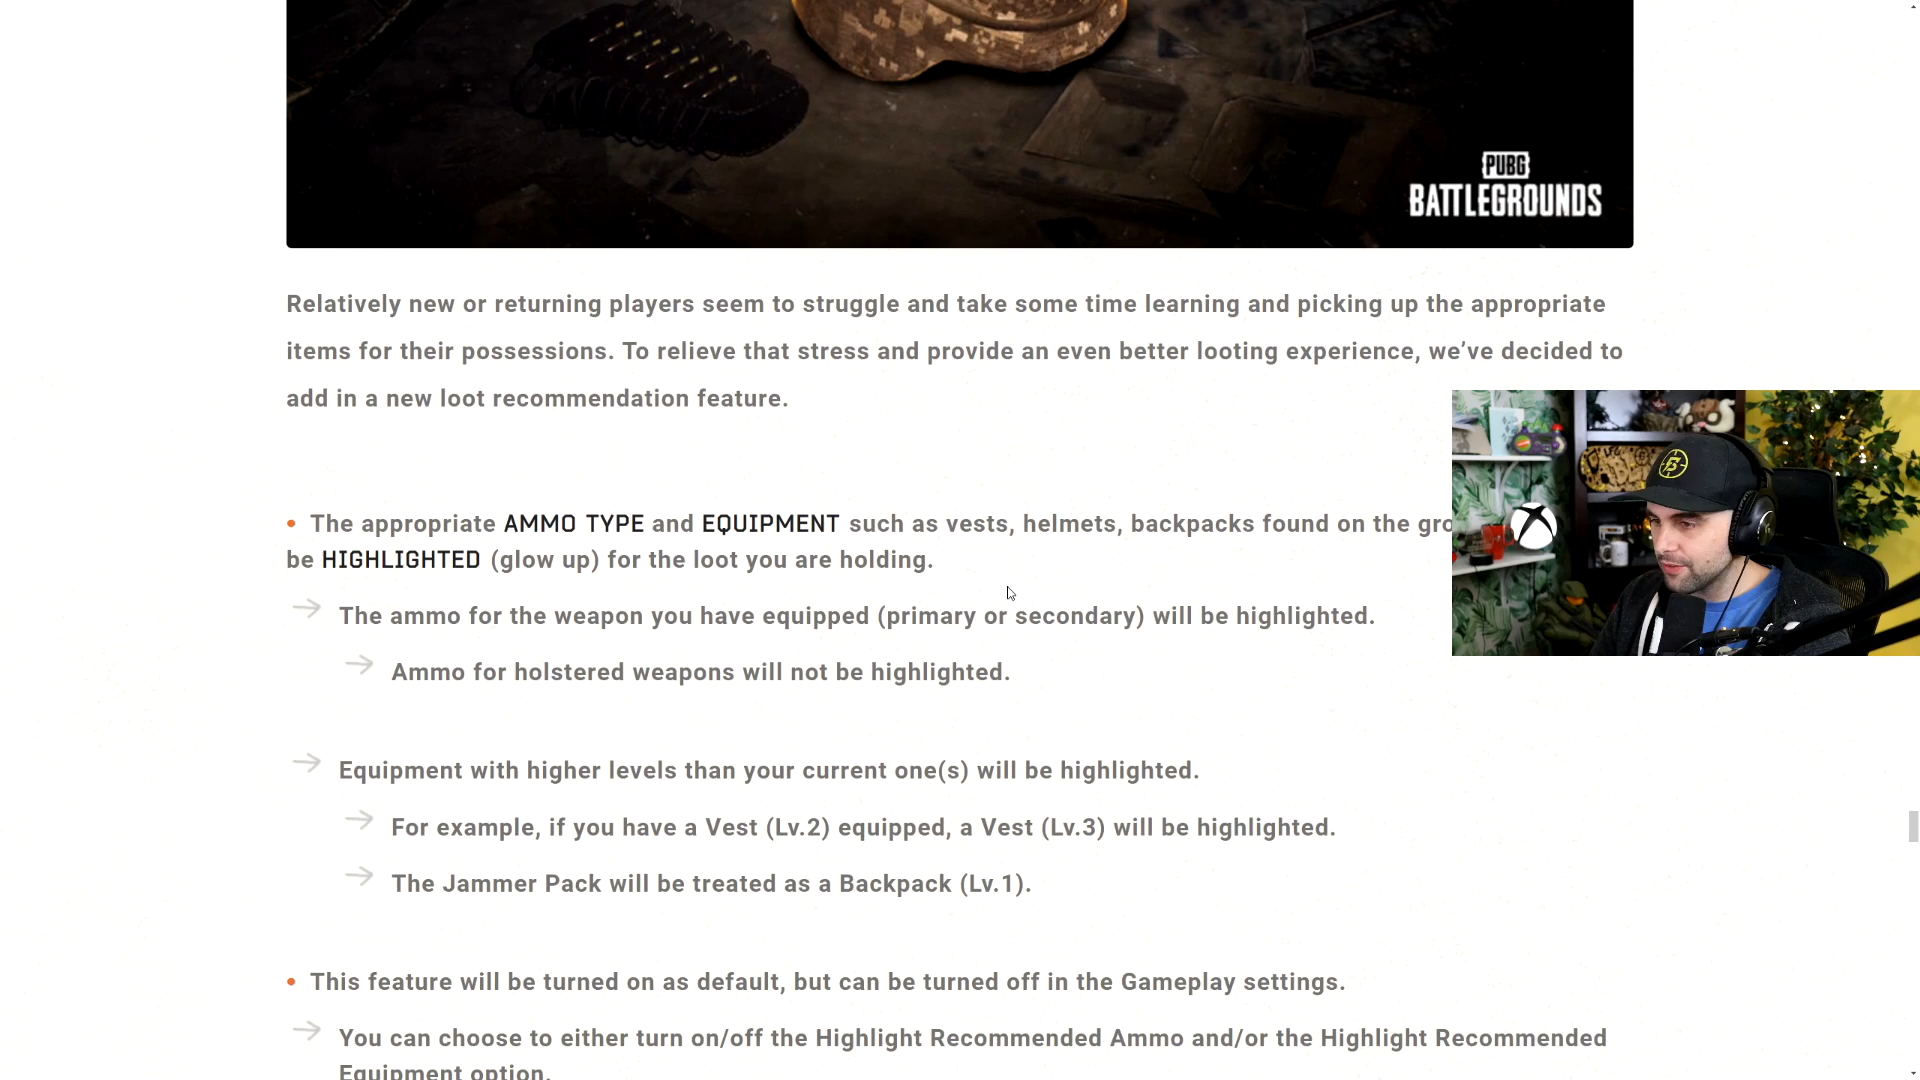 PUBG
BATTLEGROUNDS
Relatively new or returning players seem to struggle and take some time learning and picking up the appropriate
items for their possessions. To relieve that stress and provide an even better looting experience, we’ve decided to
add in a new loot recommendation feature.
• The appropriate AMMO TYPE and EQUIPMENT such as vests, helmets, backpacks found on the
be HIGHLIGHTED (glow up) for the loot you are holding.
The ammo for the weapon you have equipped (primary or secondary) will be highlighted.
Ammo for holstered weapons will not be highlighted.
Equipment with higher levels than your current one(s) will be highlighted.
For example, if you have a Vest (Lv.2) equipped, a Vest (Lv.3) will be highlighted.
The Jammer Pack will be treated as a Backpack (Lv.1).
• This feature will be turned on as default, but can be turned off in the Gameplay settings.
You can choose to either turn on/off the Highlight Recommended Ammo and/or the Highlight Recommended
Equipment option.